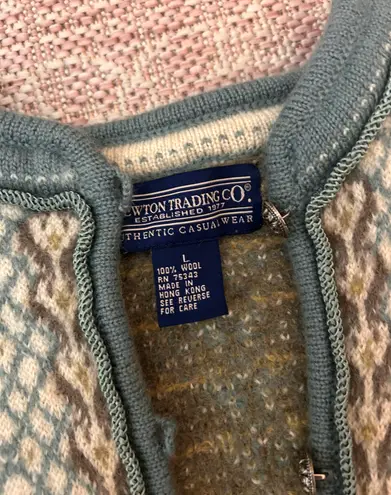 EWTON TRADING CO.®
ESTABLISHED 1977
THENTIC CASUAL WEAR
L
100% WOOL
RN 75343
MADE IN
HONG KONG
SEE REVERSE
FOR CARE